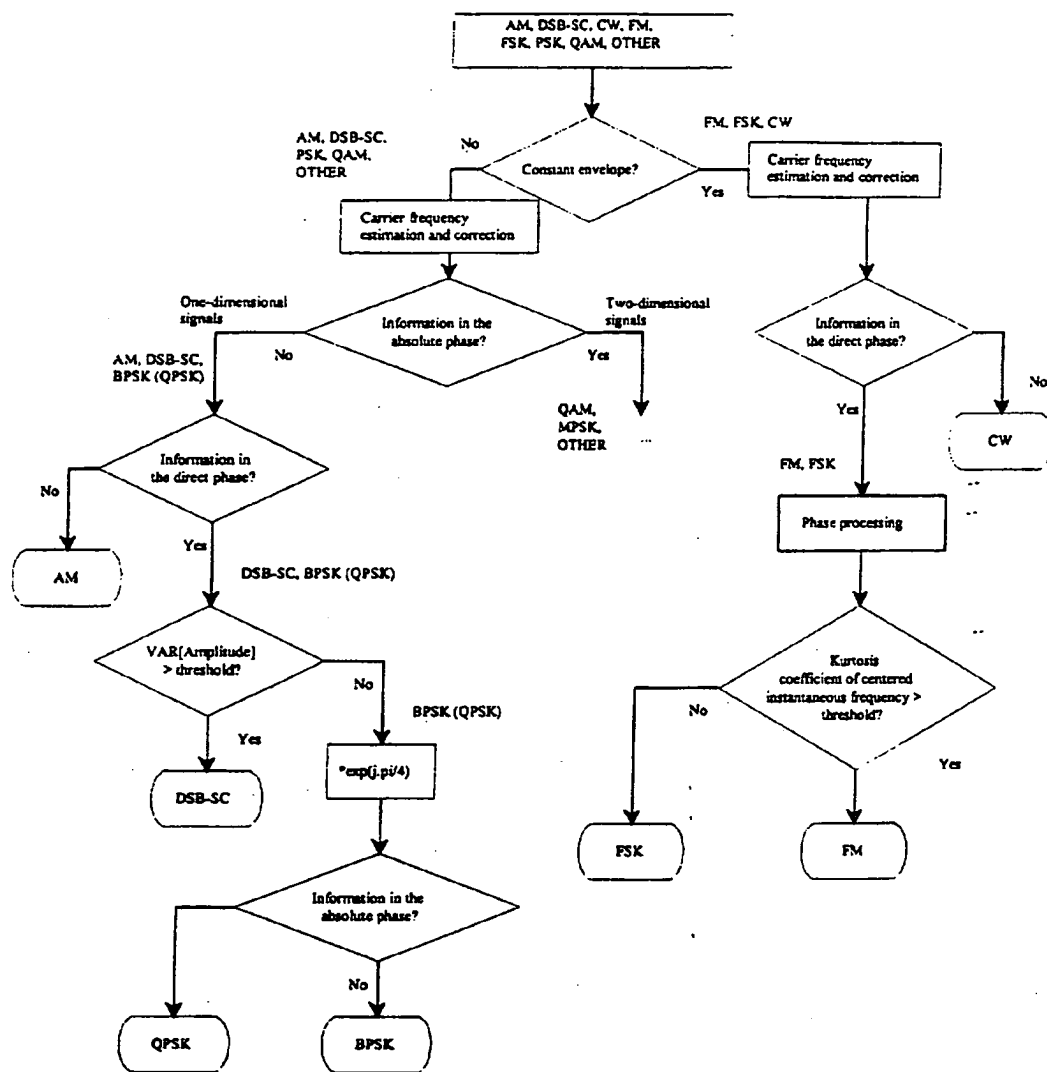 AM, DSB-SC, CW, FM,
FSK, PSK, QAM, OTHER
AM, DSB-SC,
PSK, QAM,
OTHER
No
Constant envelope?
FM, FSK, CW
Yes
Carrier frequency
estimation and correction
Carrier frequency
estimation and correction
One-dimensional
signals
No
Information in the
absolute phase?
Two-dimensional
signals
Yes
AM, DSB-SC,
BPSK (QPSK)
QAM,
MPSK,
OTHER
...
Information in
the direct phase?
No
Yes
CW
Information in
the direct phase?
No
Yes
AM
FM, FSK
Phase processing
DSB-SC, BPSK (QPSK)
VAR[Amplitude]
> threshold?
No
Yes
BPSK (QPSK)
DSB-SC
*exp(j.pi/4)
Kurtosis
coefficient of centered
instantaneous frequency >
threshold?
No
Yes
FSK
FM
Information in the
absolute phase?
No
QPSK
BPSK